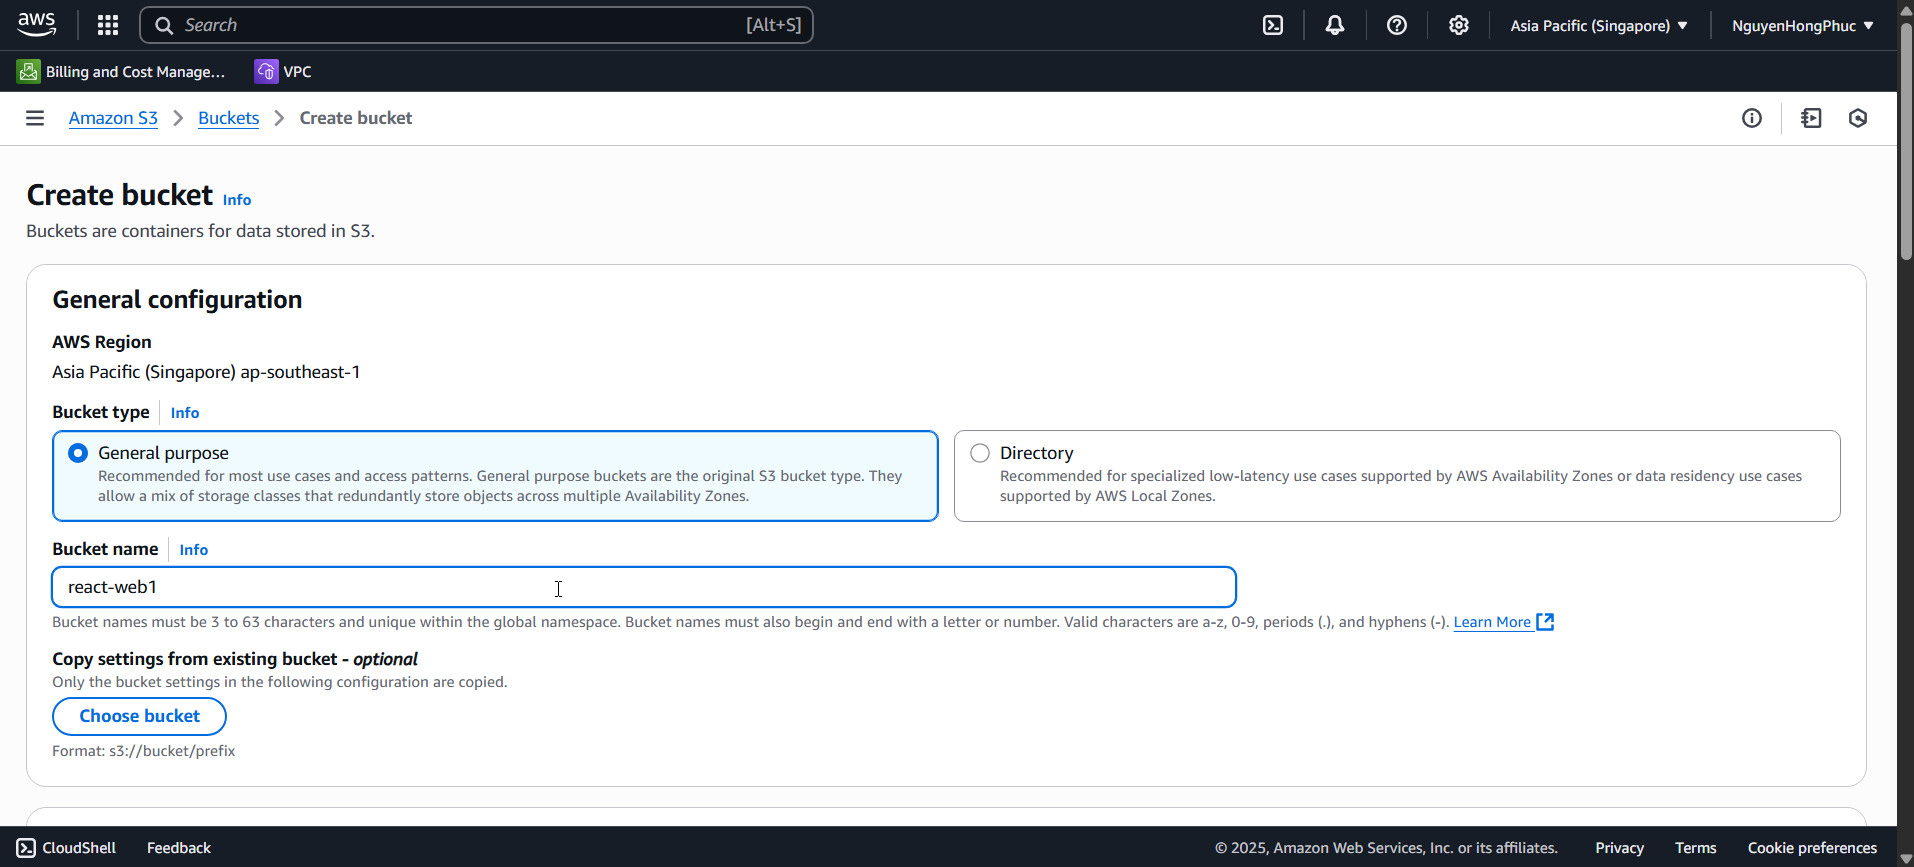 aws
Search [Alt+S]
Asia Pacific (Singapore)
NguyenHongPhuc
Billing and Cost Manage...
VPC
Amazon S3 > Buckets > Create bucket
Create bucket Info
Buckets are containers for data stored in S3.
General configuration
AWS Region
Asia Pacific (Singapore) ap-southeast-1
Bucket type Info
General purpose
Recommended for most use cases and access patterns. General purpose buckets are the original S3 bucket type. They
allow a mix of storage classes that redundantly store objects across multiple Availability Zones.
Directory
Recommended for specialized low-latency use cases supported by AWS Availability Zones or data residency use cases
supported by AWS Local Zones.
Bucket name Info
react-web1
Bucket names must be 3 to 63 characters and unique within the global namespace. Bucket names must also begin and end with a letter or number. Valid characters are a-z, 0-9, periods (.), and hyphens (-). Learn More
Copy settings from existing bucket - optional
Only the bucket settings in the following configuration are copied.
Choose bucket
Format: s3://bucket/prefix
CloudShell Feedback © 2025, Amazon Web Services, Inc. or its affiliates. Privacy Terms Cookie preferences